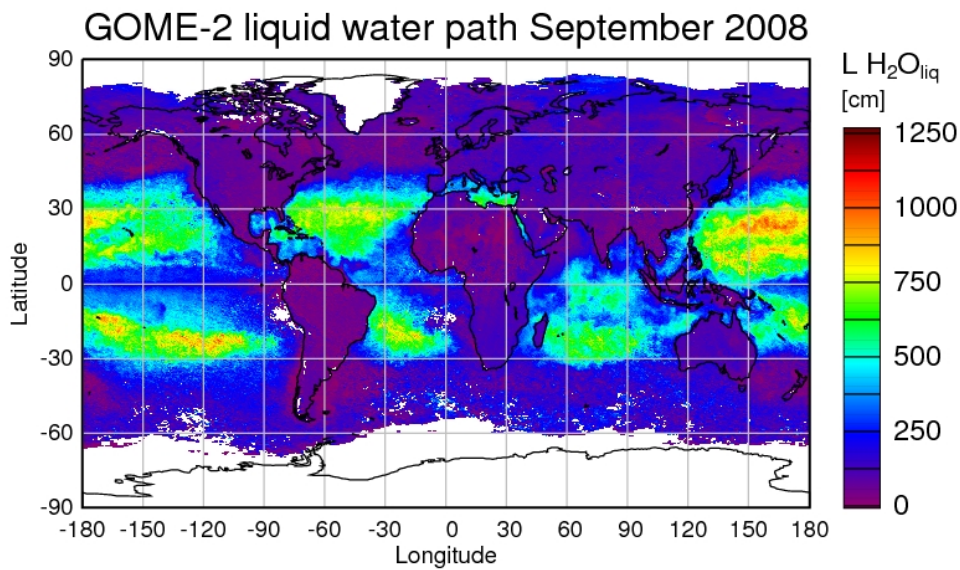 GOME-2 liquid water path September 2008
L H₂Oliq
[cm]
90
60
30
0
-30
-60
-90
Latitude
-180 -150 -120 -90 -60 -30 0 30 60 90 120 150 180
Longitude
1250
1000
750
500
250
0